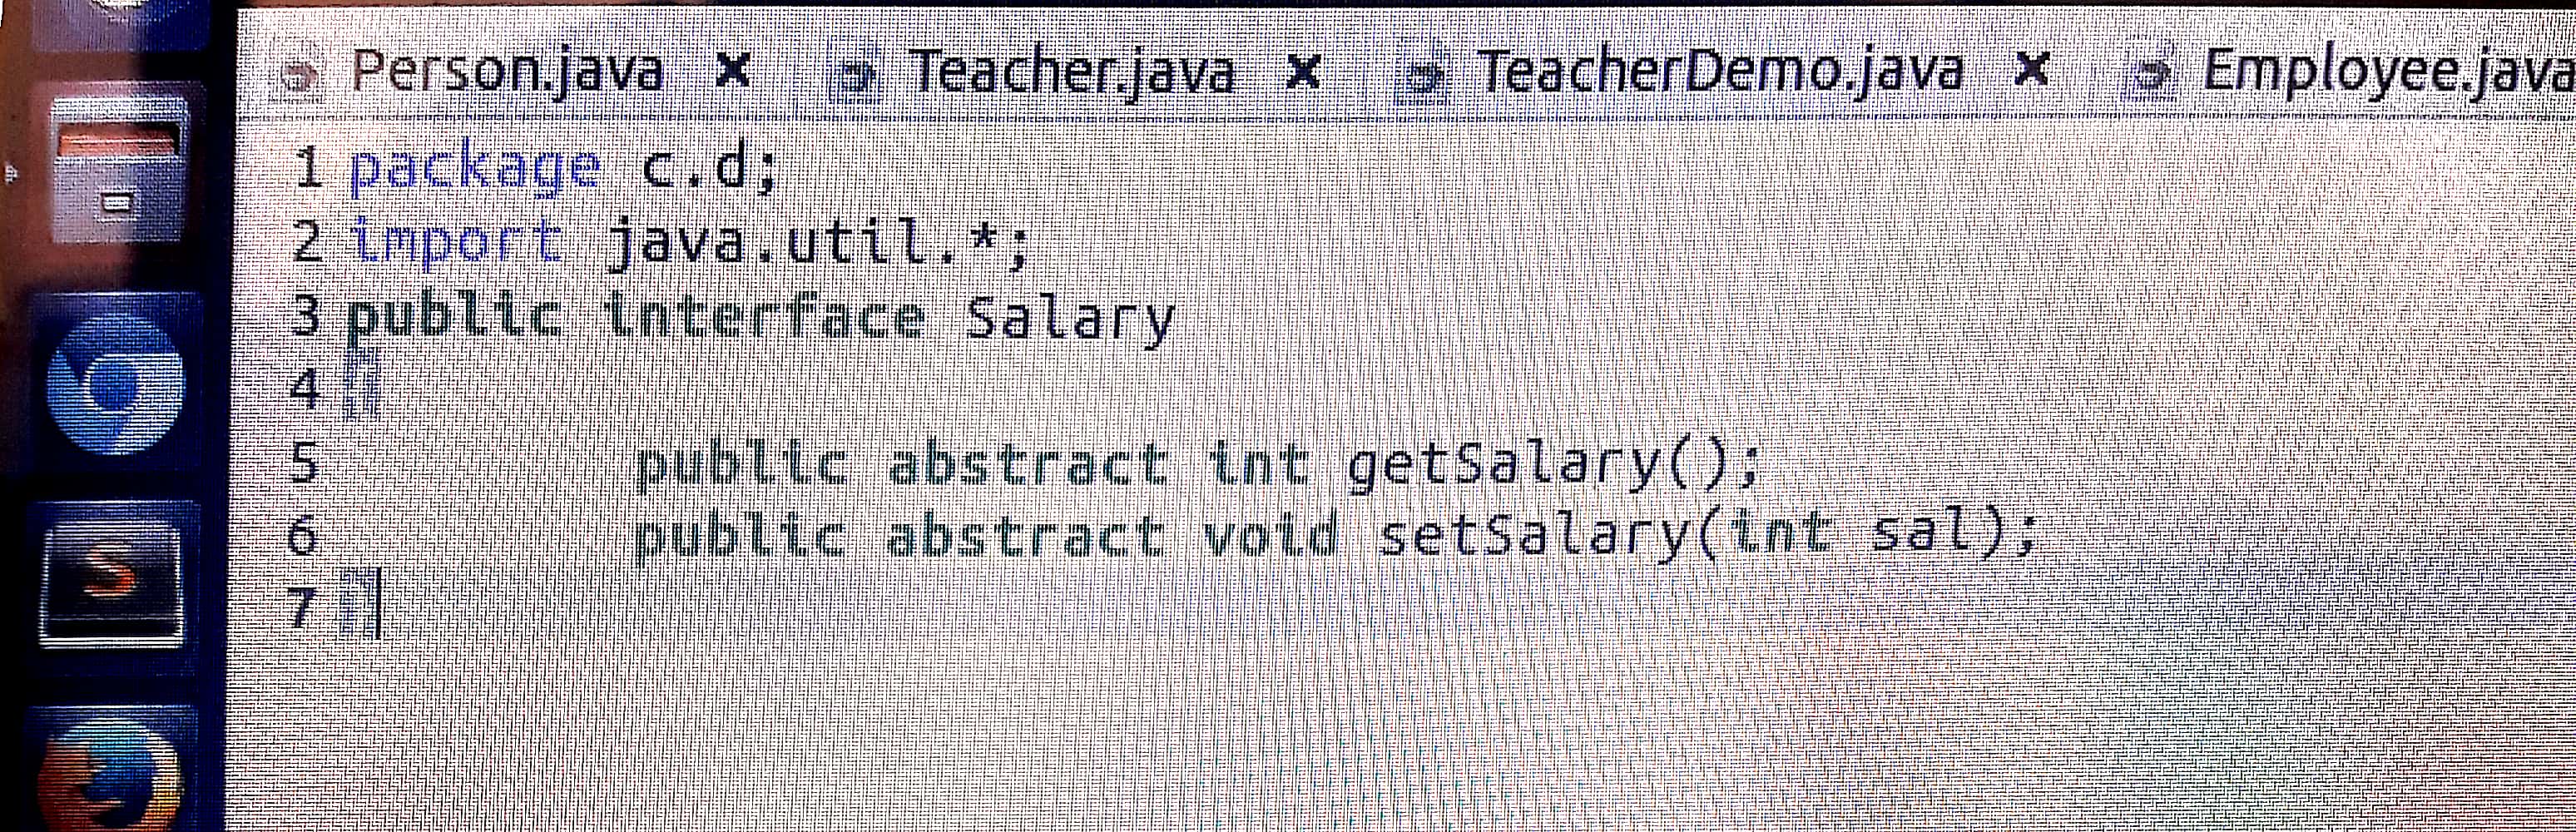 Person.java x Teacher.java x TeacherDemo.java x Employee.java
1 package c.d;
2 import java.util.*;
3 public interface Salary
4 {
5 public abstract int getSalary();
6 public abstract void setSalary(int sal);
7 }